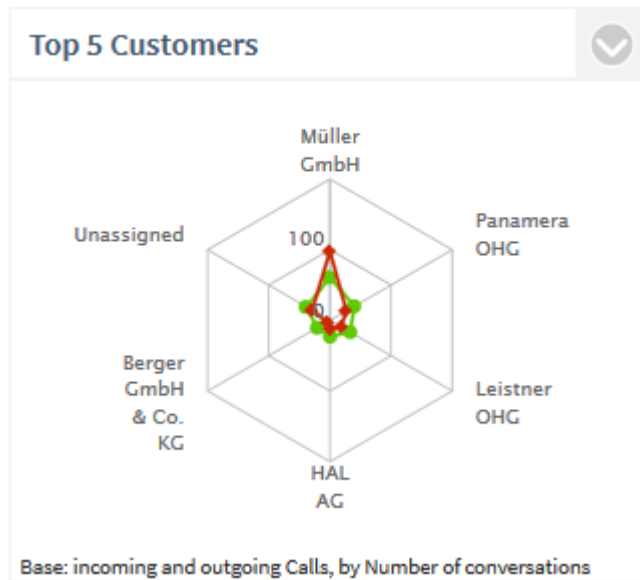 Top 5 Customers
Müller
GmbH
Panamera
OHG
Unassigned
100
0
Berger
GmbH
& Co.
KG
Leistner
OHG
HAL
AG
Base: incoming and outgoing Calls, by Number of conversations